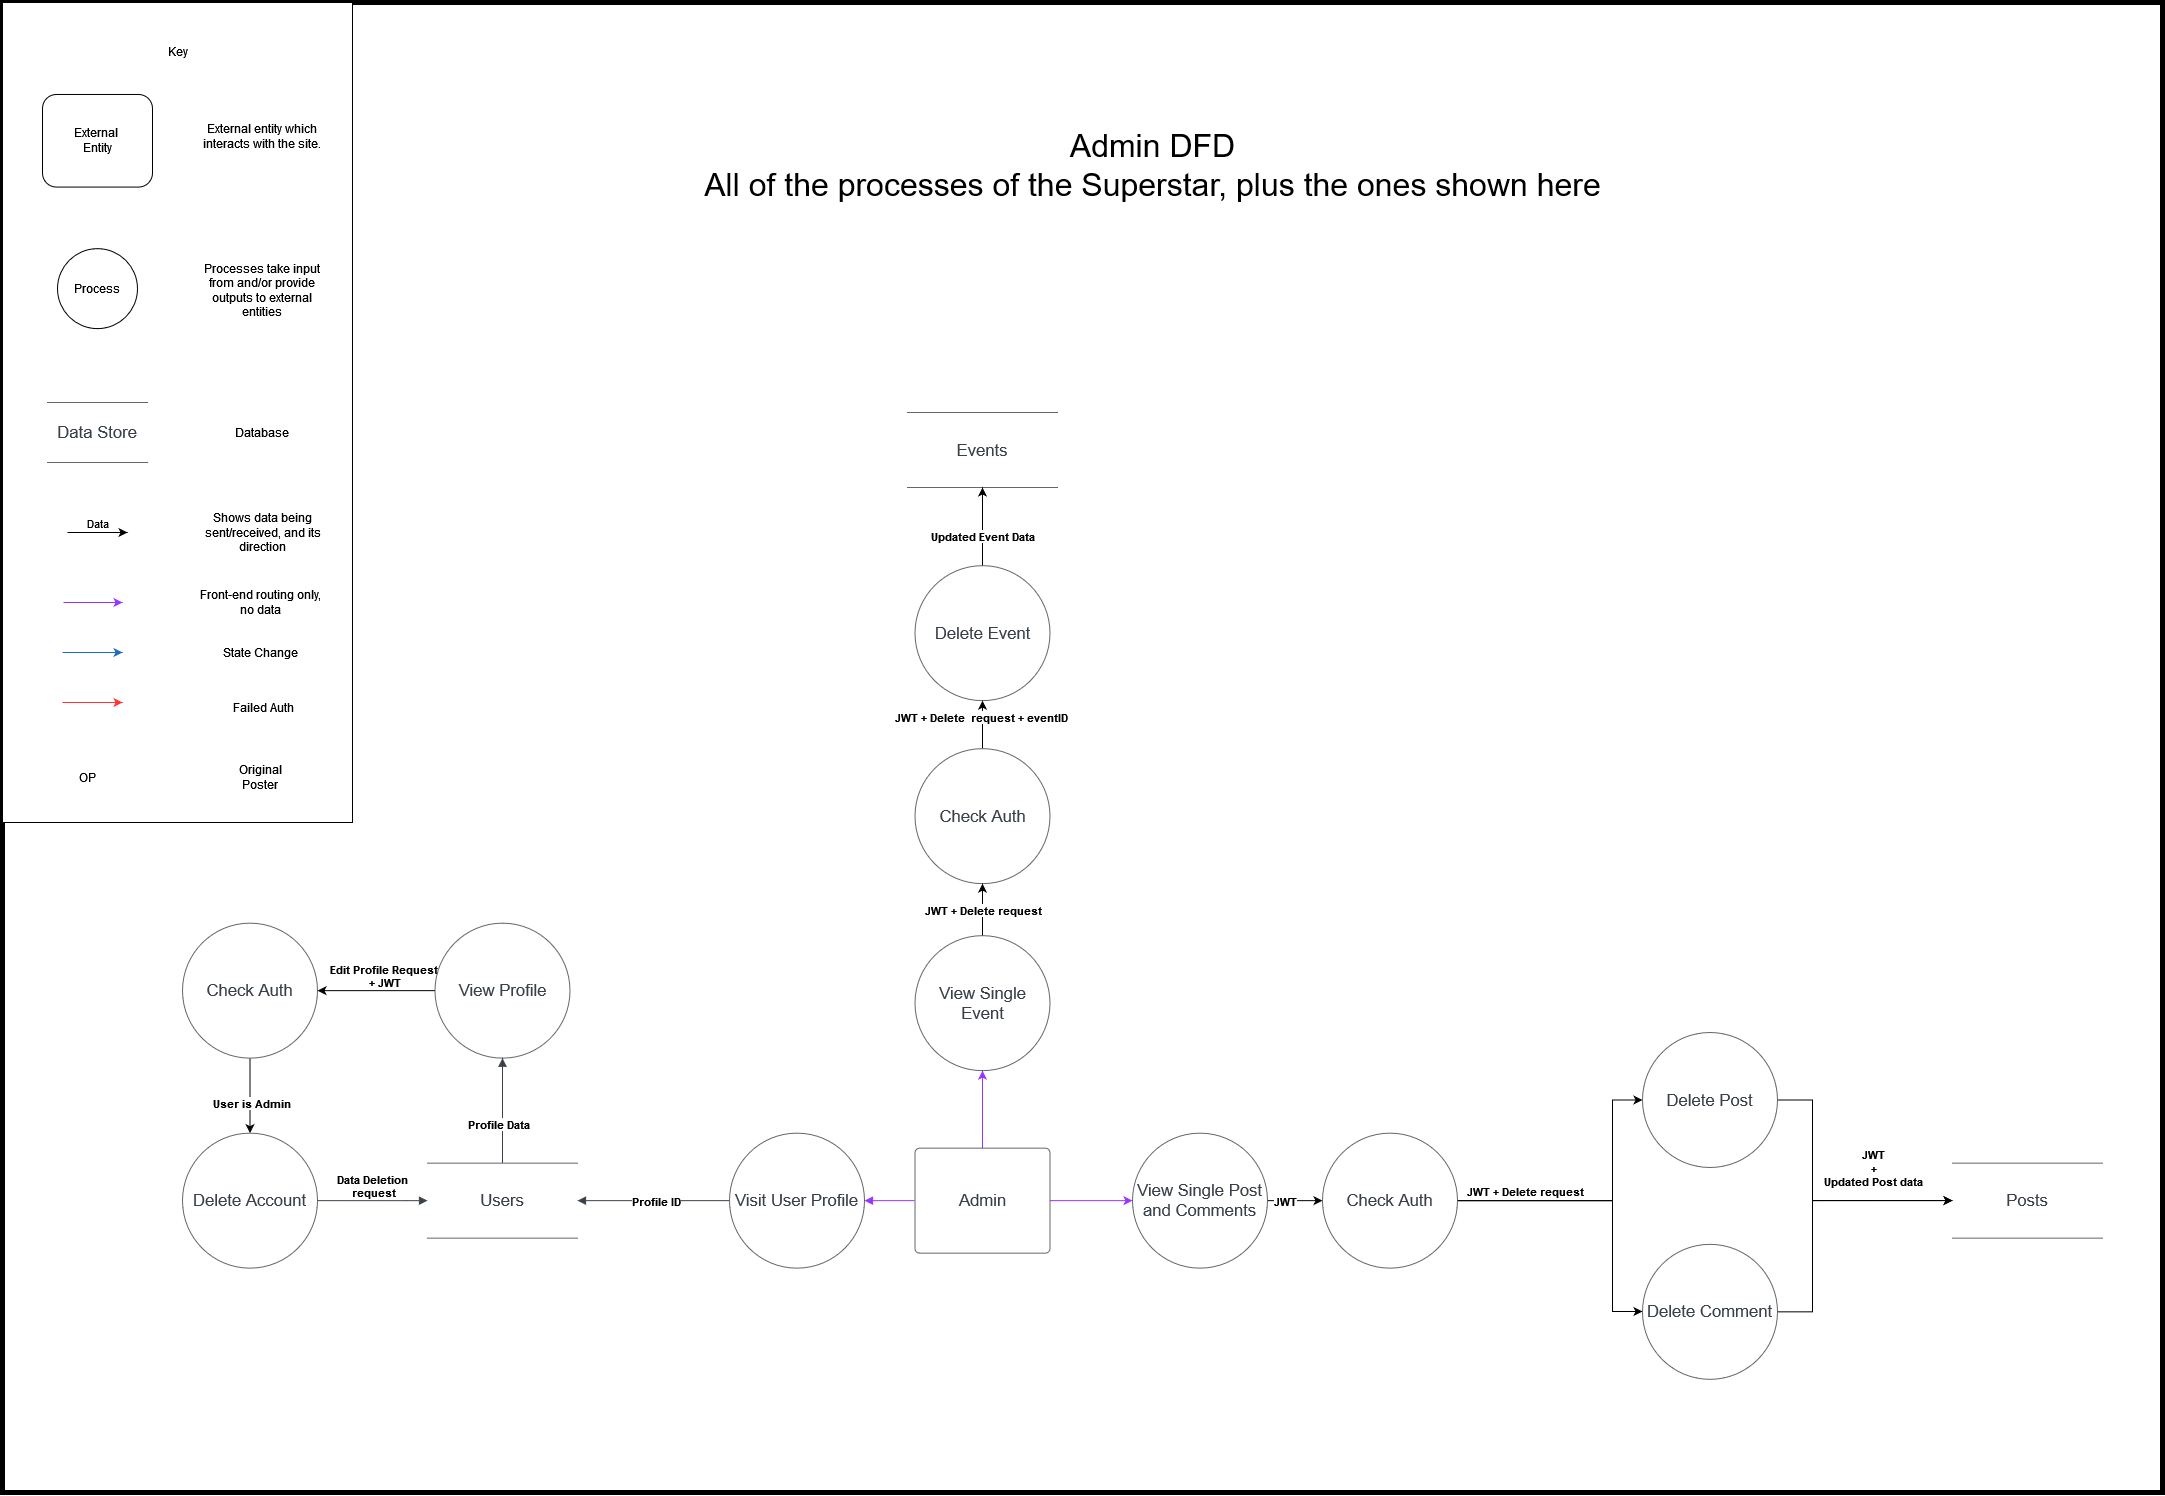 Key
External
Entity
External entity which
interacts with the site.
Process
Processes take input
from and/or provide
outputs to external
entities
Data Store
Database
Data
Shows data being
sent/received, and its
direction
Front-end routing only,
no data
State Change
Failed Auth
OP
Original
Poster
Admin DFD
All of the processes of the Superstar, plus the ones shown here
Events
Updated Event Data
Delete Event
JWT + Delete  request + eventID
Check Auth
JWT + Delete request
View Single
Event
Check Auth
Edit Profile Request
+ JWT
View Profile
User is Admin
Profile Data
Delete Account
Data Deletion
request
Users
Profile ID
Visit User Profile
Admin
View Single Post
and Comments
JWT
Check Auth
JWT + Delete request
Delete Post
Delete Comment
JWT
+
Updated Post data
Posts